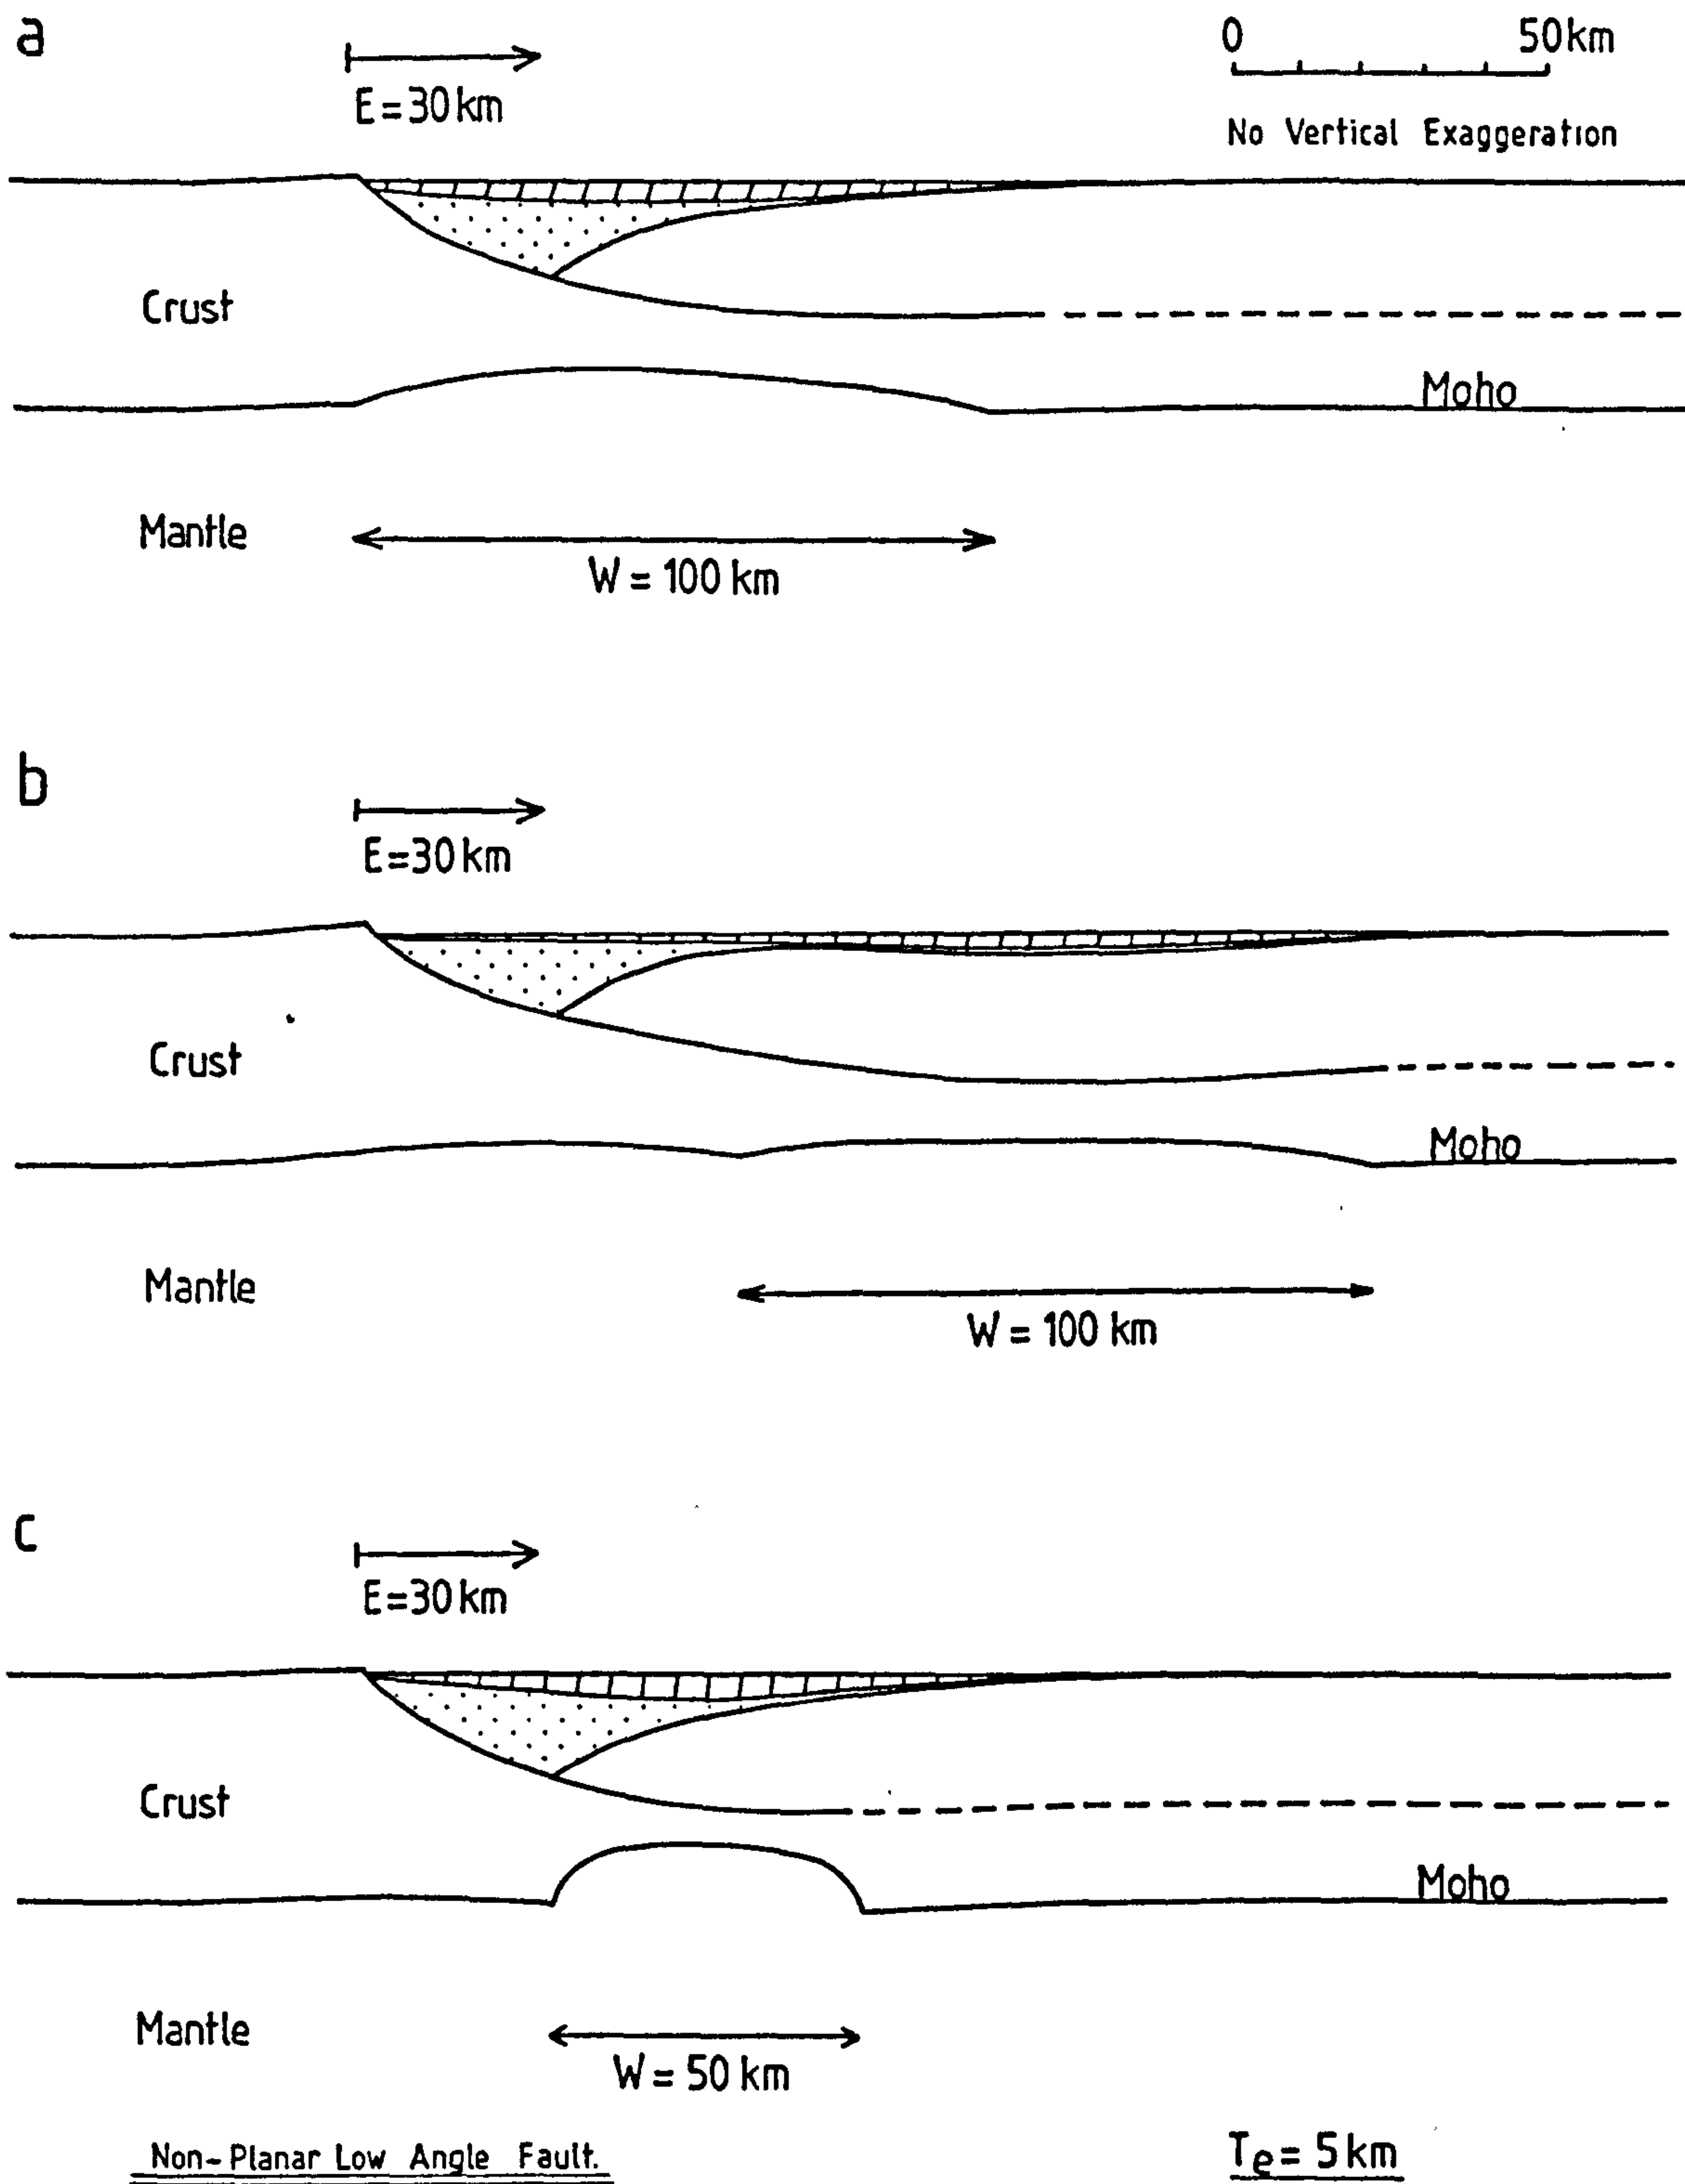 a
0 50km
E=30km
No Vertical Exaggeration
Crust
Moho
Mantle
W = 100 km
b
E=30km
Crust
Moho
Mantle
W = 100 km
c
E=30km
Crust
Moho
Mantle
W = 50 km
Non-Planar Low Angle Fault.
Te = 5km